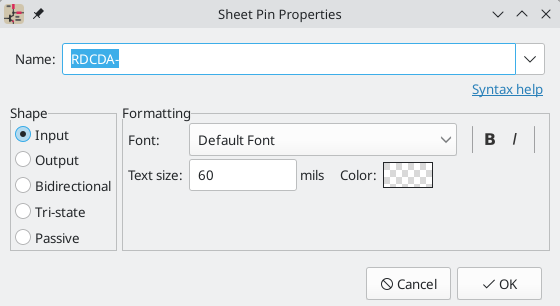 Sheet Pin Properties
Name: RDCDA-
Syntax help
Shape
Input
Output
Bidirectional
Tri-state
Passive
Formatting
Font: Default Font B I
Text size: 60 mils Color:
Cancel OK